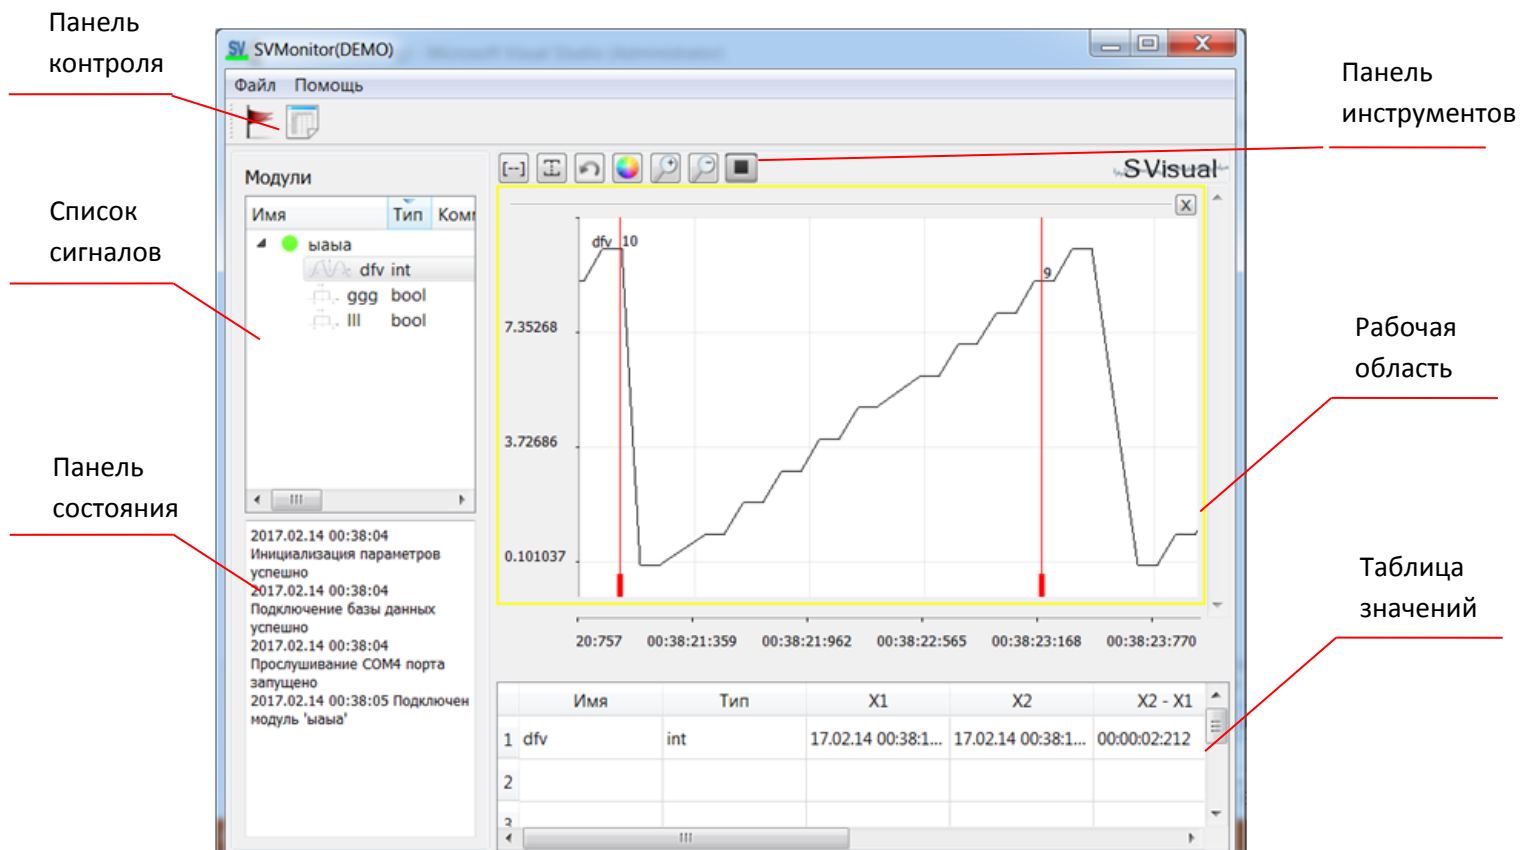 Панель
контроля
Список
сигналов
Панель
состояния
SV SVMonitor(DEMO)
Файл Помощь
Модули
Имя Тип Комм
ыаыа
dfv int
ggg bool
lll bool
2017.02.14 00:38:04
Инициализация параметров
успешно
2017.02.14 00:38:04
Подключение базы данных
успешно
2017.02.14 00:38:04
Прослушивание COM4 порта
запущено
2017.02.14 00:38:05 Подключен
модуль 'ыаыа'
SVisual
X
dfv 10
9
7.35268
3.72686
0.101037
20:757 00:38:21:359 00:38:21:962 00:38:22:565 00:38:23:168 00:38:23:770
Имя Тип X1 X2 X2 - X1
1 dfv int 17.02.14 00:38:1... 17.02.14 00:38:1... 00:00:02:212
2
3
Панель
инструментов
Рабочая
область
Таблица
значений